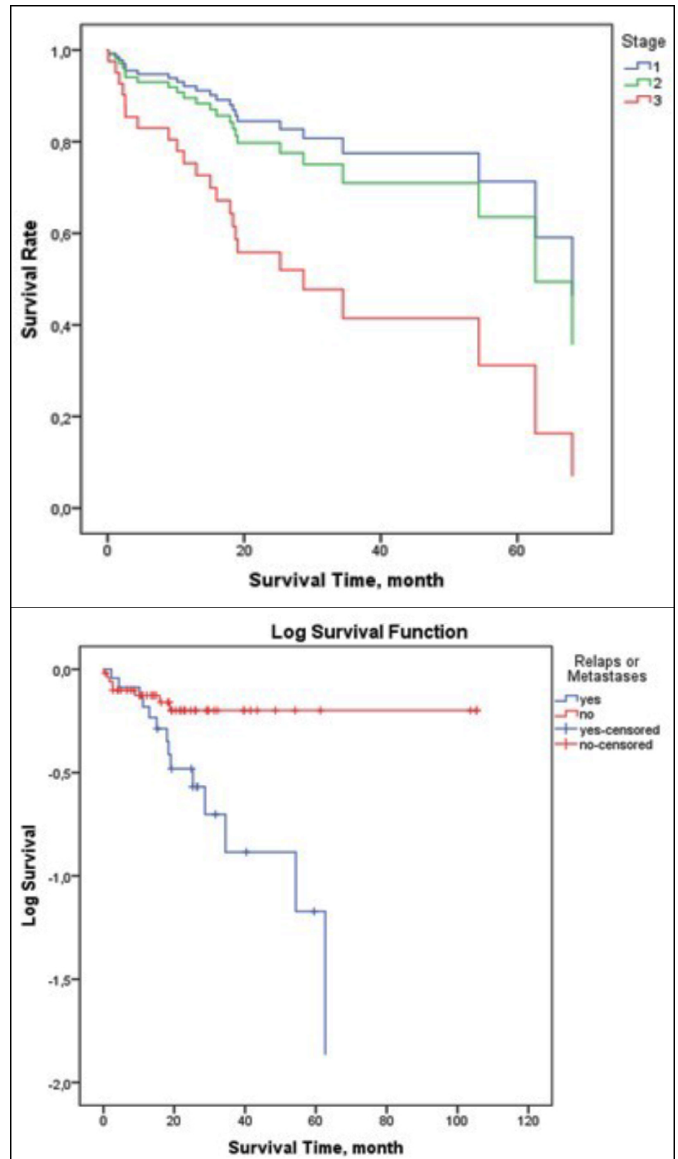 Stage
1
2
3
1,0
0,8
0,6
0,4
0,2
0,0
Survival Rate
0
20
40
60
Survival Time, month
Log Survival Function
Relaps or
Metastases
yes
no
yes-censored
no-censored
0,0
-0,5
-1,0
-1,5
-2,0
Log Survival
0
20
40
60
80
100
120
Survival Time, month